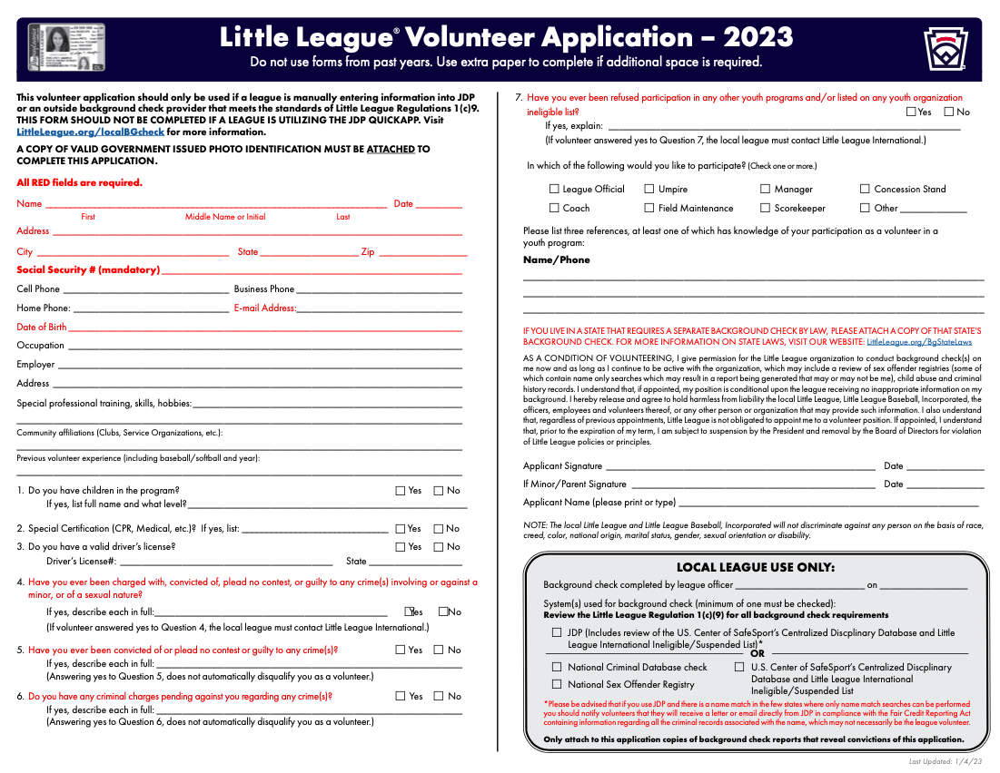 Little League® Volunteer Application – 2023
Do not use forms from past years. Use extra paper to complete if additional space is required.
This volunteer application should only be used if a league is manually entering information into JDP
or an outside background check provider that meets the standards of Little League Regulations 1(c)9.
THIS FORM SHOULD NOT BE COMPLETED IF A LEAGUE IS UTILIZING THE JDP QUICKAPP. Visit
LittleLeague.org/localBGcheck for more information.
A COPY OF VALID GOVERNMENT ISSUED PHOTO IDENTIFICATION MUST BE ATTACHED TO
COMPLETE THIS APPLICATION.
All RED fields are required.
Name Date
First Middle Name or Initial Last
Address
City State Zip
Social Security # (mandatory)
Cell Phone Business Phone
Home Phone: E-mail Address:
Date of Birth
Occupation
Employer
Address
Special professional training, skills, hobbies:
Community affiliations (Clubs, Service Organizations, etc.):
Previous volunteer experience (including baseball/softball and year):
1. Do you have children in the program? Yes No
If yes, list full name and what level?
2. Special Certification (CPR, Medical, etc.)? If yes, list: Yes No
3. Do you have a valid driver's license? Yes No
Driver's License#: State
4. Have you ever been charged with, convicted of, plead no contest, or guilty to any crime(s) involving or against a
minor, or of a sexual nature?
If yes, describe each in full: Yes No
(If volunteer answered yes to Question 4, the local league must contact Little League International.)
5. Have you ever been convicted of or plead no contest or guilty to any crime(s)? Yes No
If yes, describe each in full:
(Answering yes to Question 5, does not automatically disqualify you as a volunteer.)
6. Do you have any criminal charges pending against you regarding any crime(s)? Yes No
If yes, describe each in full:
(Answering yes to Question 6, does not automatically disqualify you as a volunteer.)
7. Have you ever been refused participation in any other youth programs and/or listed on any youth organization
ineligible list? Yes No
If yes, explain:
(If volunteer answered yes to Question 7, the local league must contact Little League International.)
In which of the following would you like to participate? (Check one or more.)
League Official Umpire Manager Concession Stand
Coach Field Maintenance Scorekeeper Other
Please list three references, at least one of which has knowledge of your participation as a volunteer in a
youth program:
Name/Phone
IF YOU LIVE IN A STATE THAT REQUIRES A SEPARATE BACKGROUND CHECK BY LAW, PLEASE ATTACH A COPY OF THAT STATE'S
BACKGROUND CHECK. FOR MORE INFORMATION ON STATE LAWS, VISIT OUR WEBSITE: LittleLeague.org/BgStateLaws
AS A CONDITION OF VOLUNTEERING, I give permission for the Little League organization to conduct background check(s) on
me now and as long as I continue to be active with the organization, which may include a review of sex offender registries (some of
which contain name only searches which may result in a report being generated that may or may not be me), child abuse and criminal
history records. I understand that, if appointed, my position is conditional upon the league receiving no inappropriate information on my
background. I hereby release and agree to hold harmless from liability the local Little League, Little League Baseball, Incorporated, the
officers, employees and volunteers thereof, or any other person or organization that may provide such information. I also understand
that, regardless of previous appointments, Little League is not obligated to appoint me to a volunteer position. If appointed, I understand
that, prior to the expiration of my term, I am subject to suspension by the President and removal by the Board of Directors for violation
of Little League policies or principles.
Applicant Signature Date
If Minor/Parent Signature Date
Applicant Name (please print or type)
NOTE: The local Little League and Little League Baseball, Incorporated will not discriminate against any person on the basis of race,
creed, color, national origin, marital status, gender, sexual orientation or disability.
LOCAL LEAGUE USE ONLY:
Background check completed by league officer on
System(s) used for background check (minimum of one must be checked):
Review the Little League Regulation 1(c)(9) for all background check requirements
JDP (Includes review of the U.S. Center of SafeSport's Centralized Discplinary Database and Little
League International Ineligible/Suspended List)*
OR
National Criminal Database check
National Sex Offender Registry
U.S. Center of SafeSport's Centralized Discplinary
Database and Little League International
Ineligible/Suspended List
*Please be advised that if you use JDP and there is a name match in the few states where only name match searches can be performed
you should notify volunteers that they will receive a letter or email directly from JDP in compliance with the Fair Credit Reporting Act
containing information regarding all the criminal records associated with the name, which may not necessarily be the league volunteer.
Only attach to this application copies of background check reports that reveal convictions of this application.
Last Updated: 1/4/23